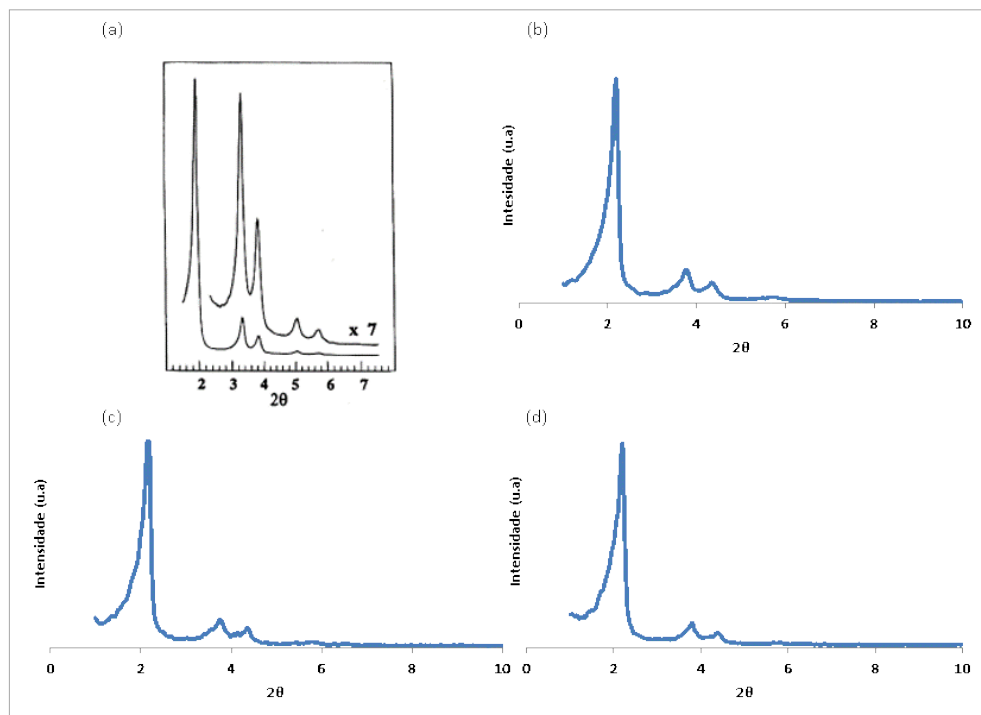 (a)
x 7
2 3 4 5 6 7
2θ
(b)
Intesidade (u.a)
0 2 4 6 8 10
2θ
(c)
Intensidade (u.a)
0 2 4 6 8 10
2θ
(d)
Intensidade (u.a)
0 2 4 6 8 10
2θ